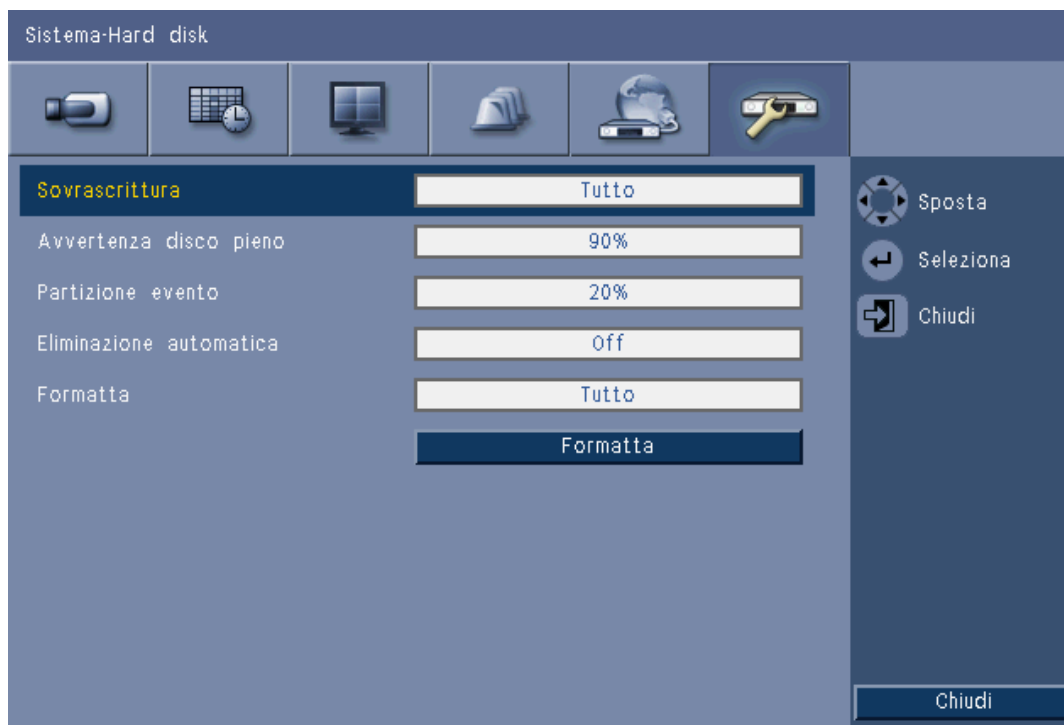 Sistema-Hard disk
Sovrascrittura Tutto
Avvertenza disco pieno 90%
Partizione evento 20%
Eliminazione automatica Off
Formatta Tutto
Formatta
Sposta
Seleziona
Chiudi
Chiudi